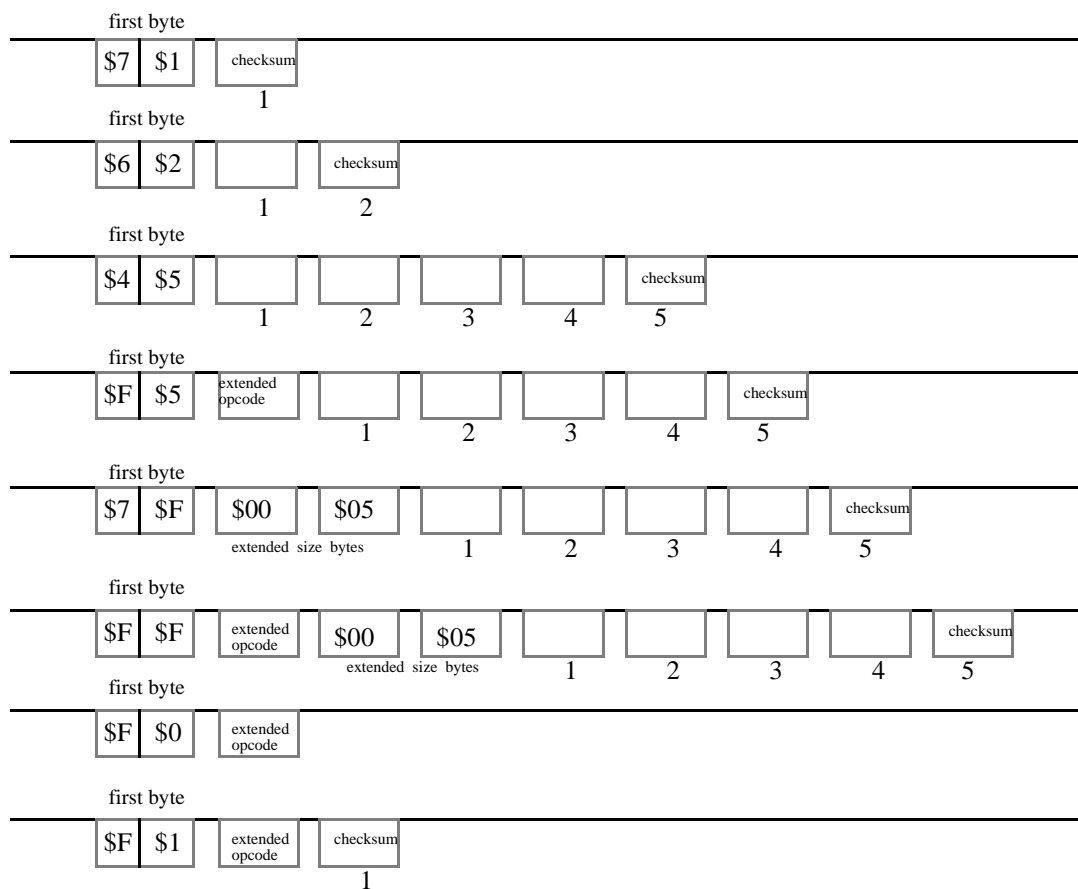 first byte
$7 $1 checksum
1
first byte
$6 $2 checksum
1 2
first byte
$4 $5 checksum
1 2 3 4 5
first byte
$F $5 extended opcode checksum
1 2 3 4 5
first byte
$7 $F $00 $05 checksum
extended size bytes 1 2 3 4 5
first byte
$F $F extended opcode $00 $05 checksum
extended size bytes 1 2 3 4 5
first byte
$F $0 extended opcode
first byte
$F $1 extended opcode checksum
1